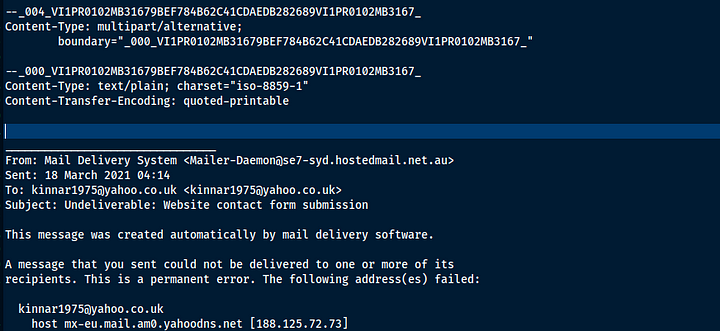 --_004_VI1PR0102MB31679BEF784B62C41CDAEDB282689VI1PR0102MB3167_
Content-Type: multipart/alternative;
boundary="_000_VI1PR0102MB31679BEF784B62C41CDAEDB282689VI1PR0102MB3167_"
--_000_VI1PR0102MB31679BEF784B62C41CDAEDB282689VI1PR0102MB3167_
Content-Type: text/plain; charset="iso-8859-1"
Content-Transfer-Encoding: quoted-printable
________________________________
From: Mail Delivery System <Mailer-Daemon@se7-syd.hostedmail.net.au>
Sent: 18 March 2021 04:14
To: kinnar1975@yahoo.co.uk <kinnar1975@yahoo.co.uk>
Subject: Undeliverable: Website contact form submission
This message was created automatically by mail delivery software.
A message that you sent could not be delivered to one or more of its
recipients. This is a permanent error. The following address(es) failed:
kinnar1975@yahoo.co.uk
host mx-eu.mail.am0.yahoodns.net [188.125.72.73]